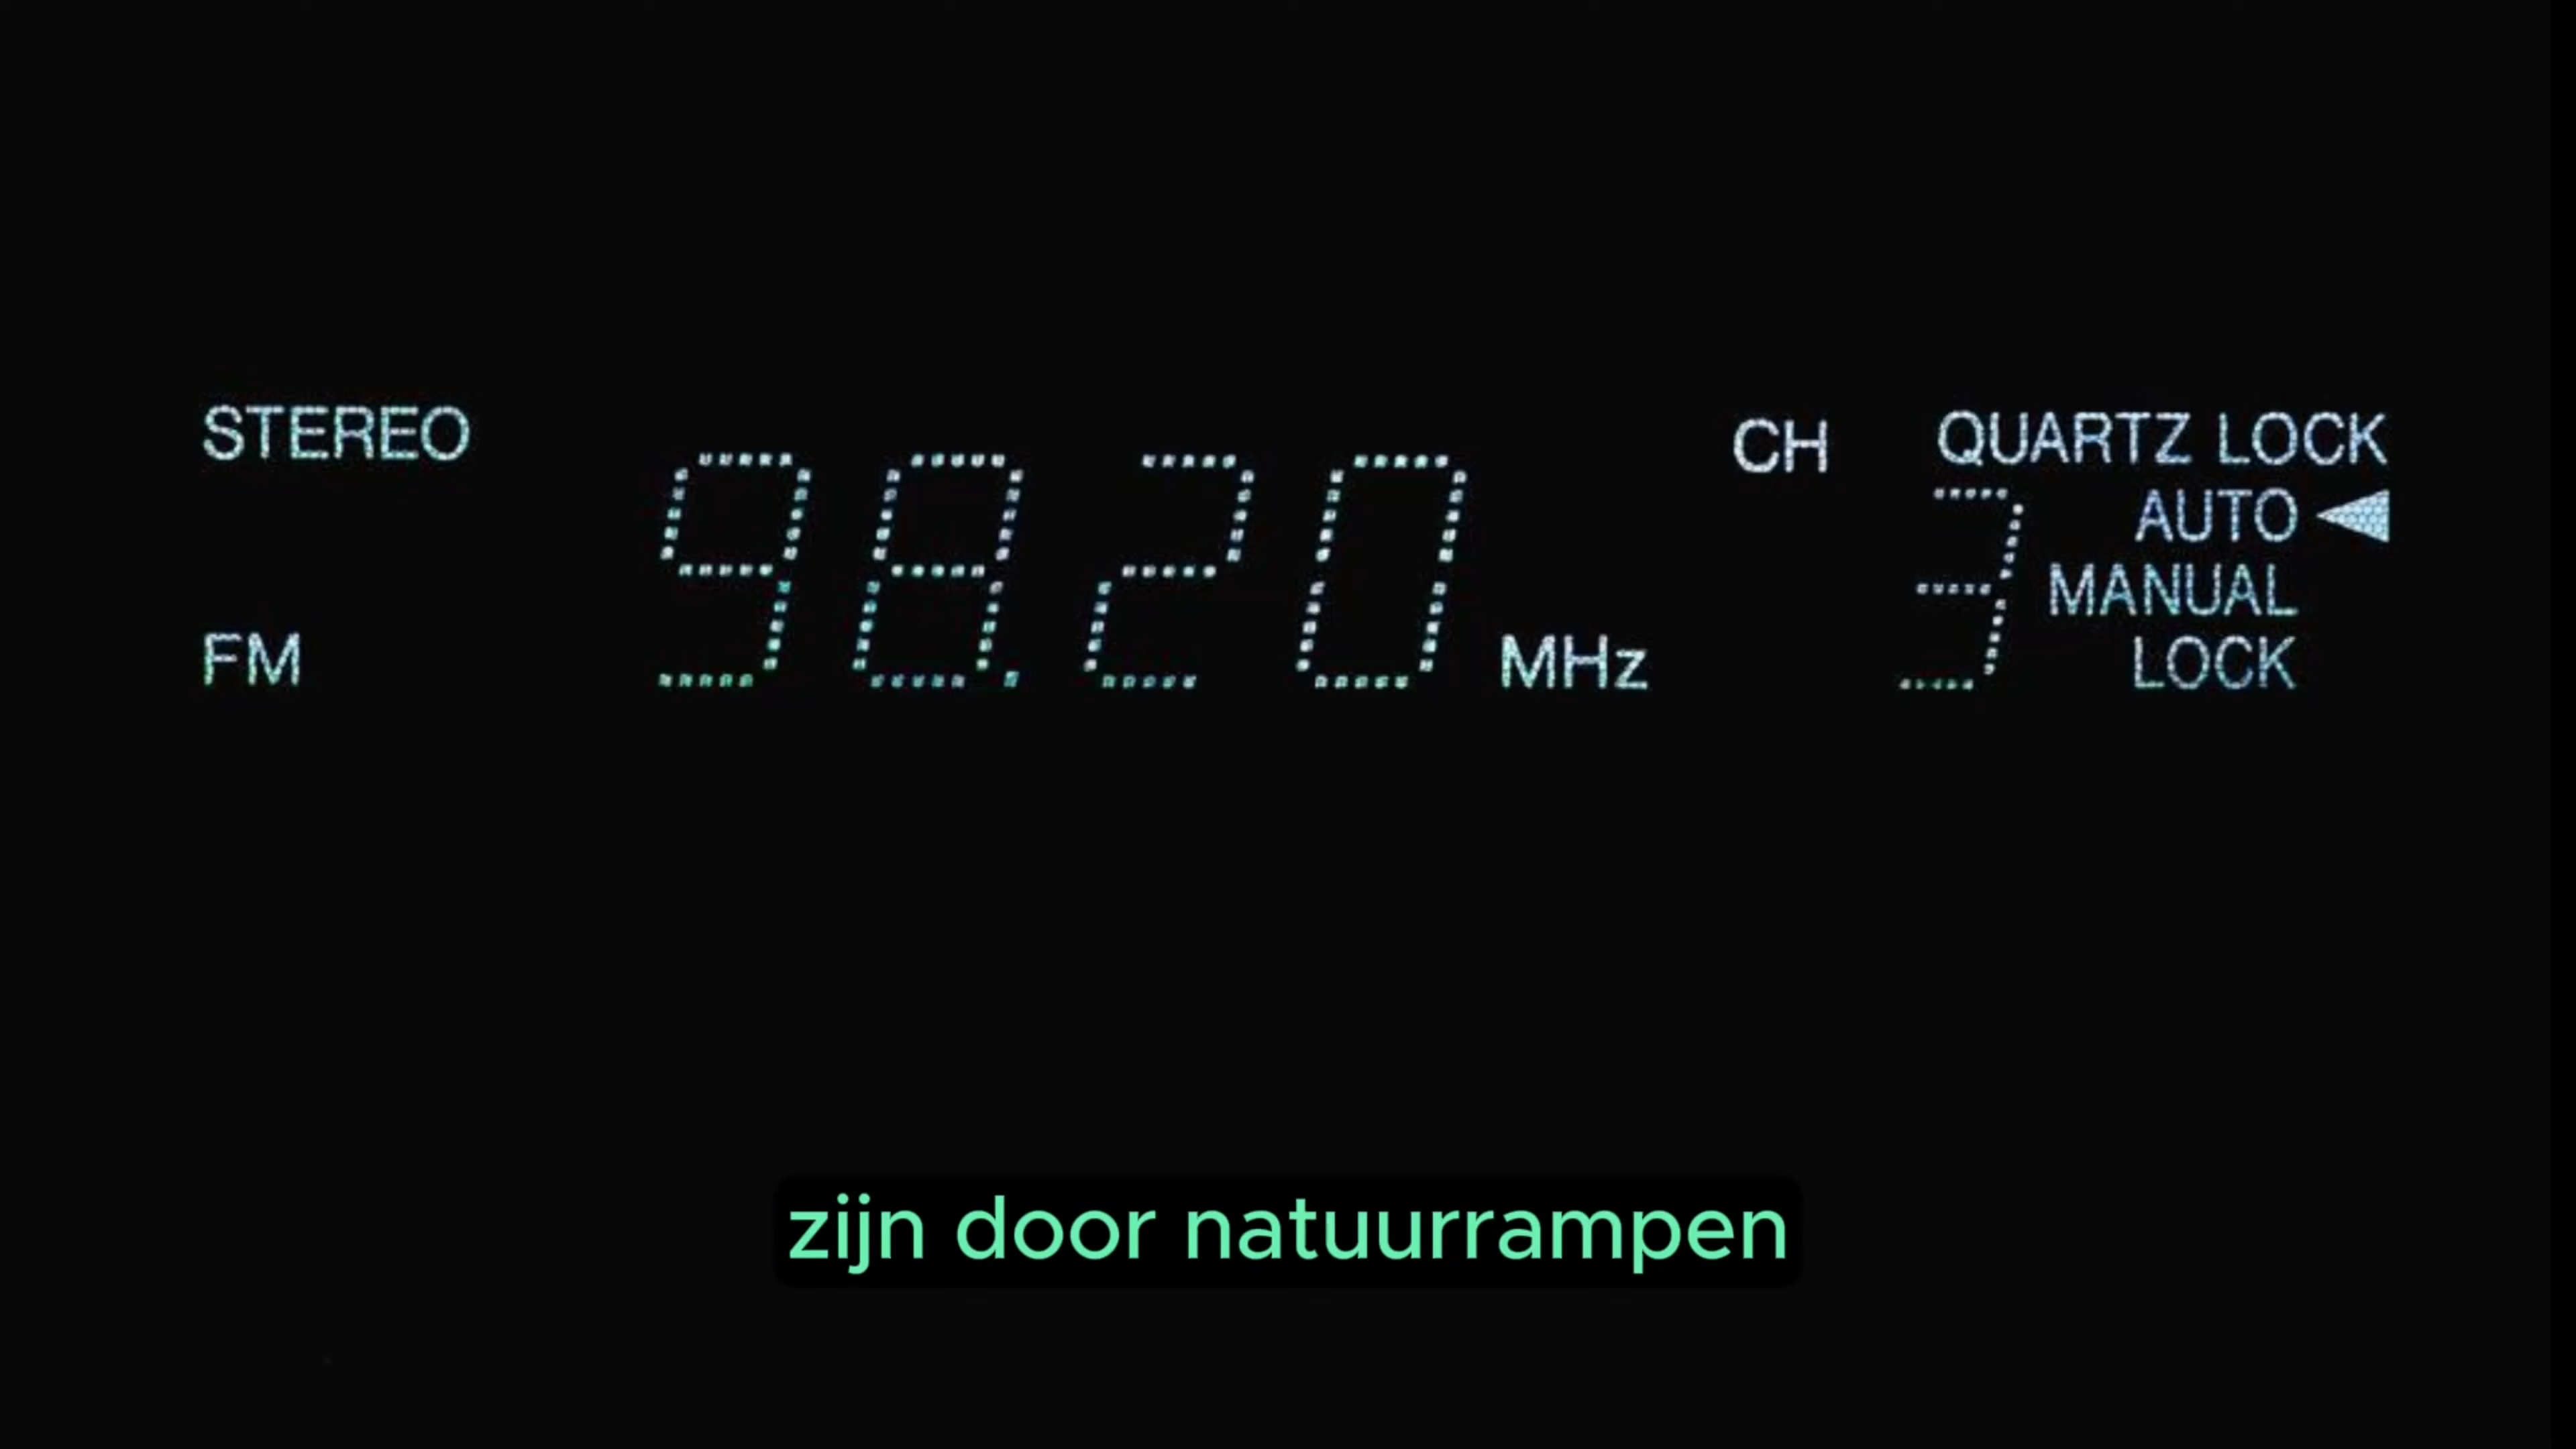 STEREO
FM
98.20 MHz
CH 3
QUARTZ LOCK
AUTO
MANUAL
LOCK
zijn door natuurrampen